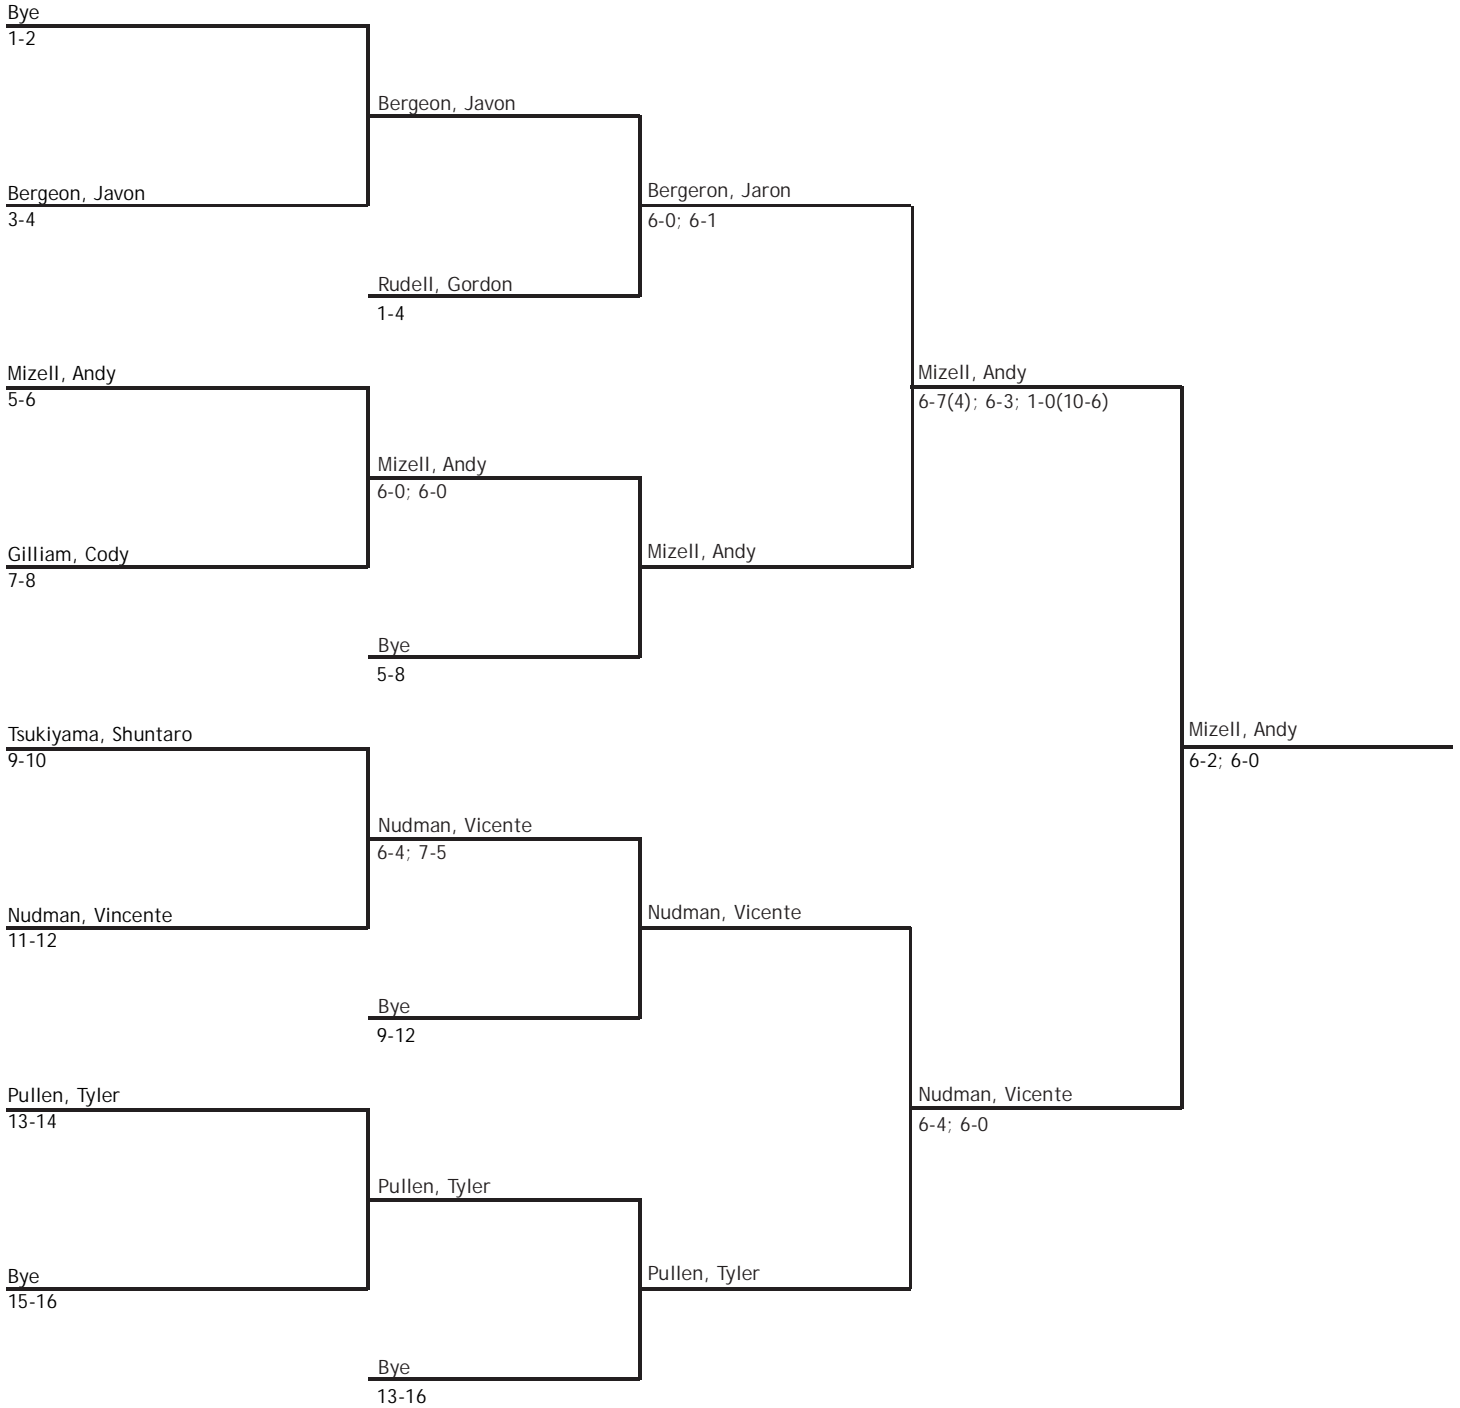 Bye
1-2
Bergeon, Javon
Bergeon, Javon
3-4
Bergeron, Jaron
6-0; 6-1
Rudell, Gordon
1-4
Mizell, Andy
5-6
Mizell, Andy
6-7(4); 6-3; 1-0(10-6)
Mizell, Andy
6-0; 6-0
Gilliam, Cody
7-8
Mizell, Andy
Bye
5-8
Tsukiyama, Shuntaro
9-10
Mizell, Andy
6-2; 6-0
Nudman, Vicente
6-4; 7-5
Nudman, Vincente
11-12
Nudman, Vicente
Bye
9-12
Pullen, Tyler
13-14
Nudman, Vicente
6-4; 6-0
Pullen, Tyler
Bye
15-16
Pullen, Tyler
Bye
13-16